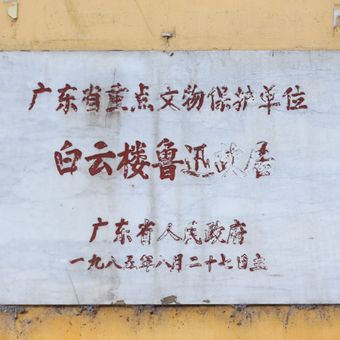 广东省重点文物保护单位
白云楼鲁迅故居
广东省人民政府
一九八五年八月二十七日立